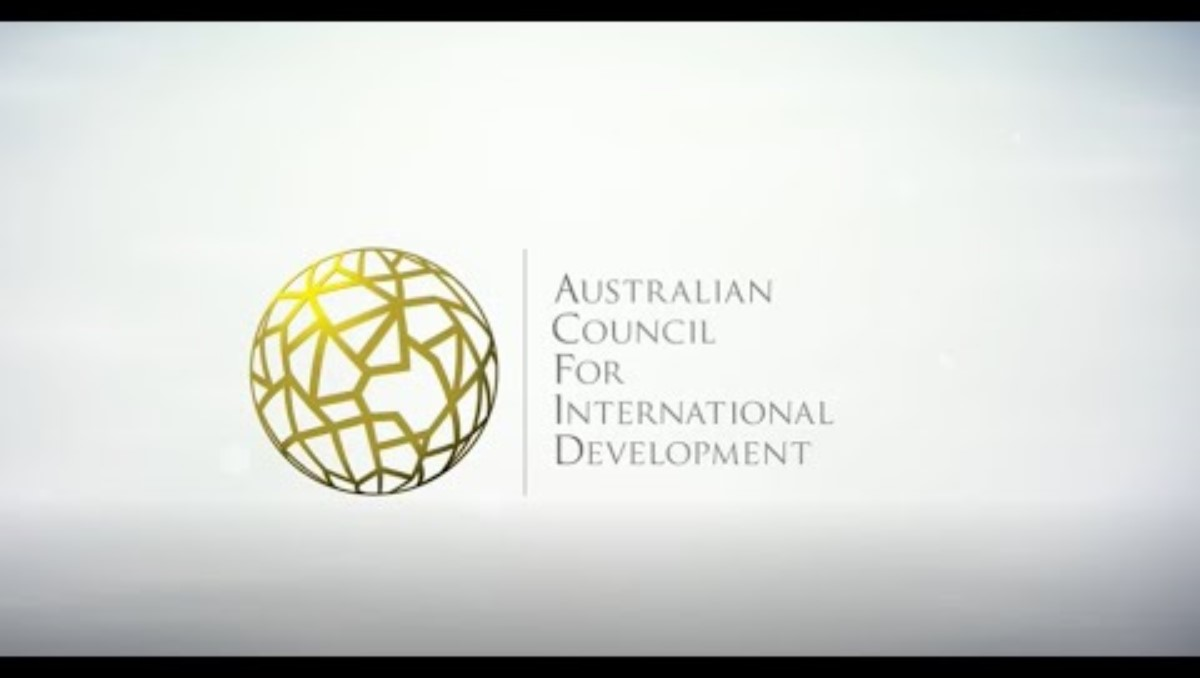 AUSTRALIAN
COUNCIL
FOR
INTERNATIONAL
DEVELOPMENT